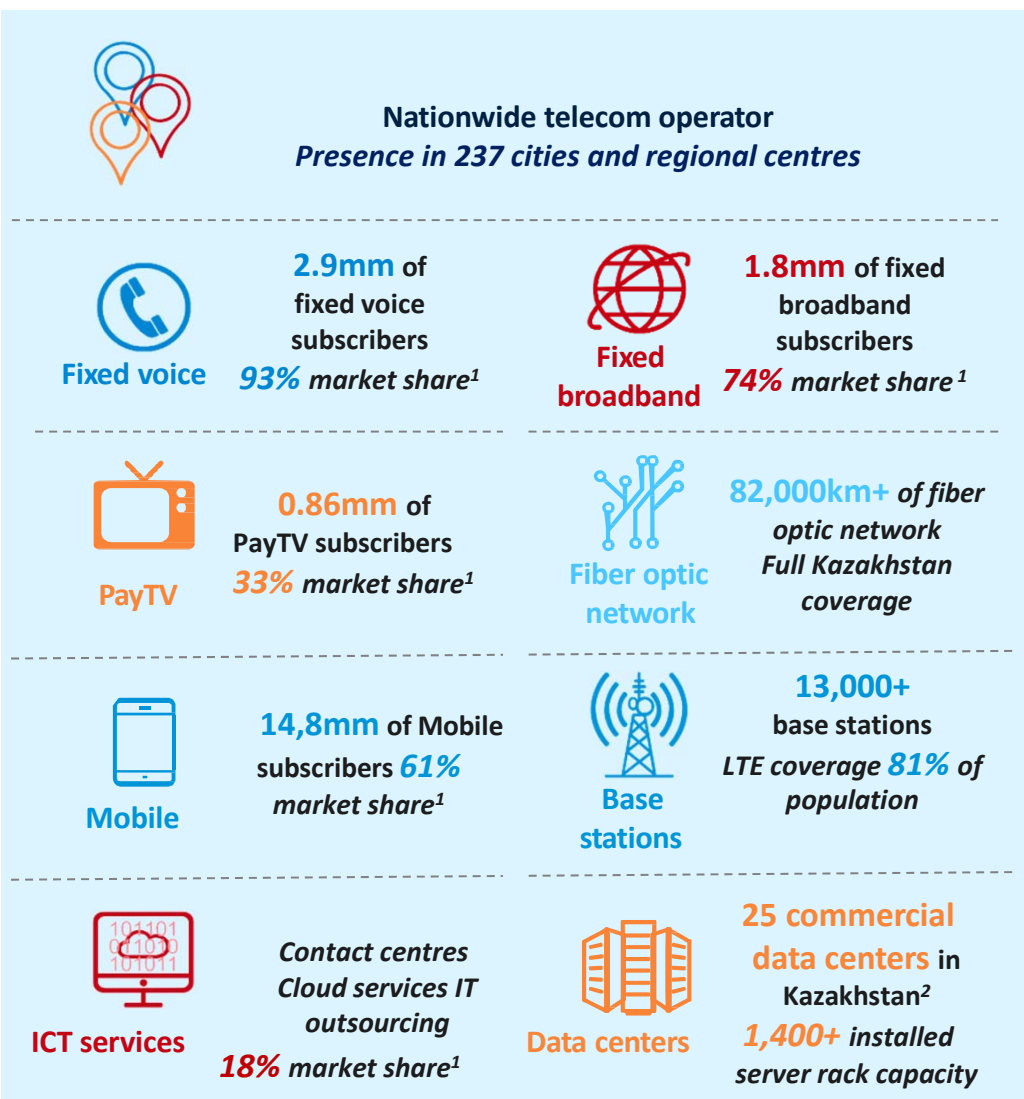 Nationwide telecom operator
Presence in 237 cities and regional centres
Fixed voice
2.9mm of
fixed voice
subscribers
93% market share¹
Fixed
broadband
1.8mm of fixed
broadband
subscribers
74% market share ¹
PayTV
0.86mm of
PayTV subscribers
33% market share¹
Fiber optic
network
82,000km+ of fiber
optic network
Full Kazakhstan
coverage
Mobile
14,8mm of Mobile
subscribers 61%
market share¹
Base
stations
13,000+
base stations
LTE coverage 81% of
population
101101
011010
101011
ICT services
Contact centres
Cloud services IT
outsourcing
18% market share¹
Data centers
25 commercial
data centers in
Kazakhstan²
1,400+ installed
server rack capacity